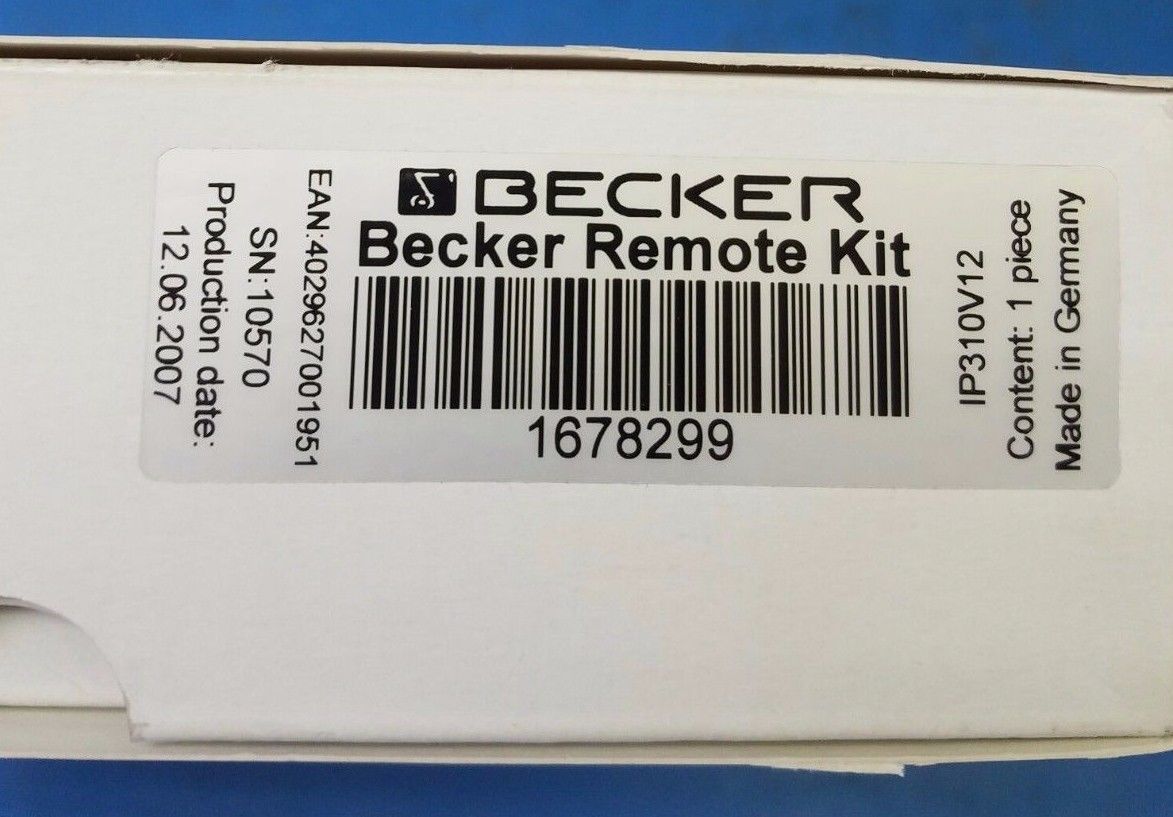 BECKER
Becker Remote Kit
1678299
EAN:4029627001951
SN:10570
Production date:
12.06.2007
IP310V12
Content: 1 piece
Made in Germany